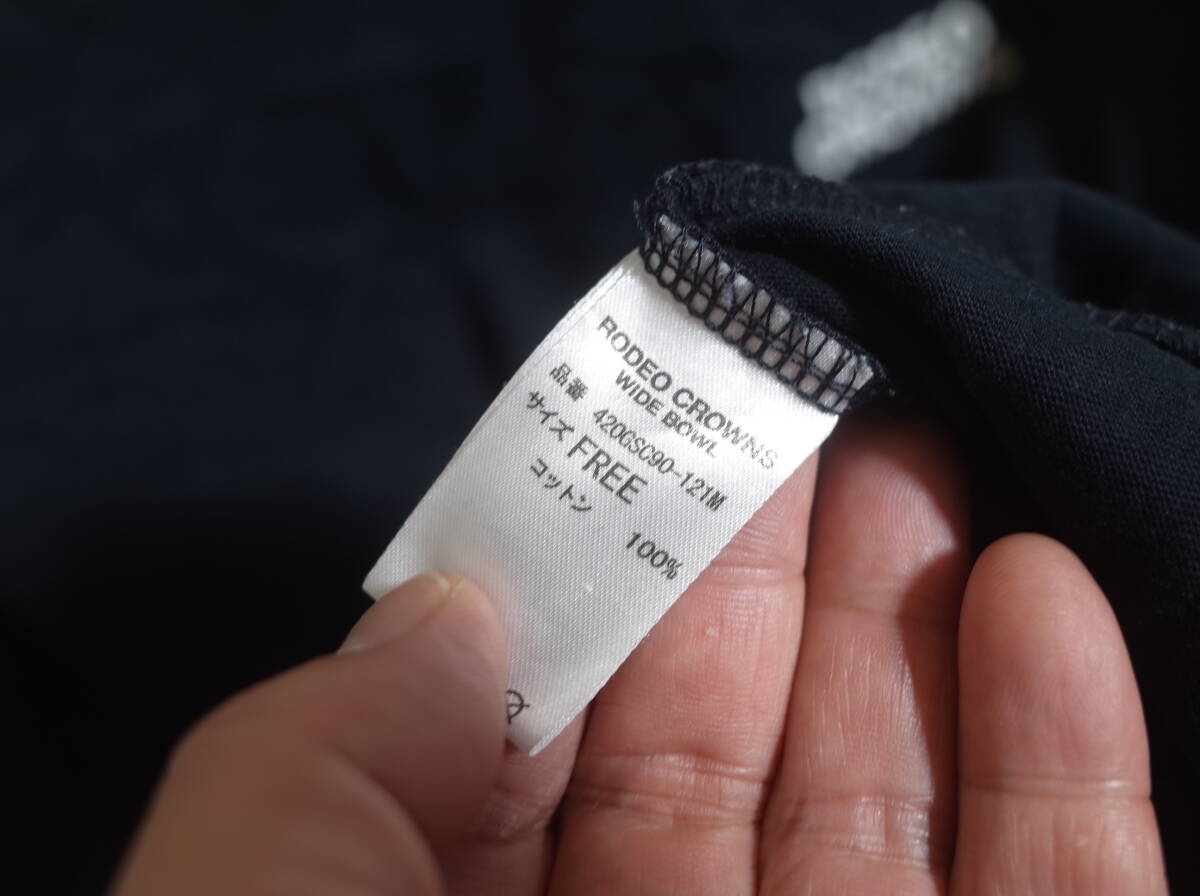 RODEO CROWNS
WIDE BOWL
品番 420GSC90-121M
サイズ FREE
コットン 100%